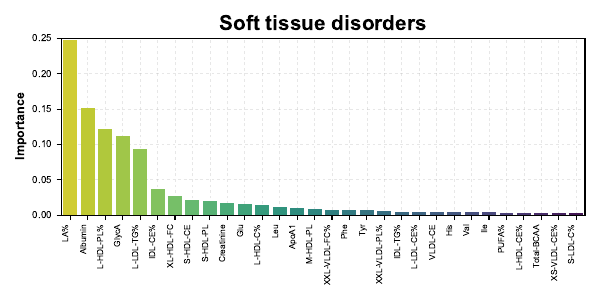 Soft tissue disorders
Importance
0.25
0.20
0.15
0.10
0.05
0.00
LA%
Albumin
L-HDL-PL%
GlycA
L-LDL-TG%
IDL-CE%
XL-HDL-FC
S-HDL-CE
S-HDL-PL
Creatinine
Glu
L-HDL-C%
Leu
ApoA1
M-HDL-PL
XXL-VLDL-FC%
Phe
Tyr
XXL-VLDL-PL%
IDL-TG%
L-LDL-CE%
VLDL-CE
His
Val
Ile
PUFA%
L-HDL-CE%
Total-BCAA
XS-VLDL-CE%
S-LDL-C%